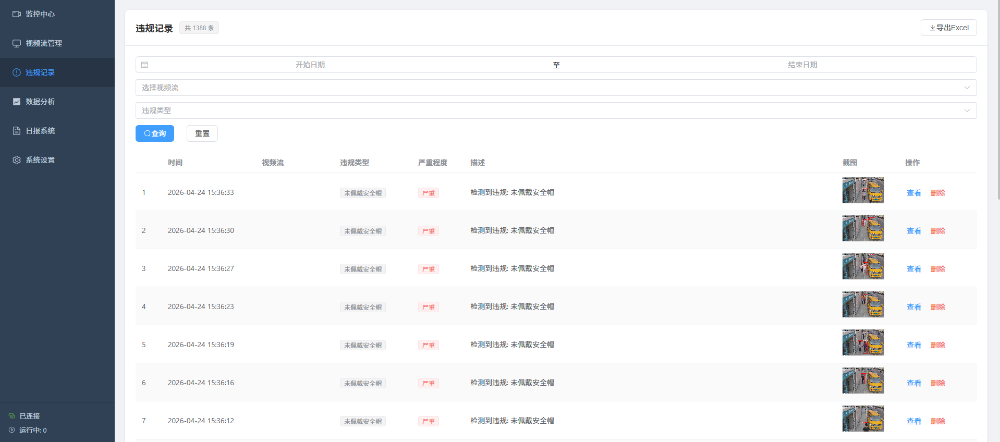 监控中心
视频流管理
违规记录
数据分析
日报系统
系统设置
已连接
运行中: 0
违规记录 共 1388 条 导出Excel
开始日期 至 结束日期
选择视频流
违规类型
查询 重置
时间 视频流 违规类型 严重程度 描述 截图 操作
1 2026-04-24 15:36:33 未佩戴安全帽 严重 检测到违规: 未佩戴安全帽 查看 删除
2 2026-04-24 15:36:30 未佩戴安全帽 严重 检测到违规: 未佩戴安全帽 查看 删除
3 2026-04-24 15:36:27 未佩戴安全帽 严重 检测到违规: 未佩戴安全帽 查看 删除
4 2026-04-24 15:36:23 未佩戴安全帽 严重 检测到违规: 未佩戴安全帽 查看 删除
5 2026-04-24 15:36:19 未佩戴安全帽 严重 检测到违规: 未佩戴安全帽 查看 删除
6 2026-04-24 15:36:16 未佩戴安全帽 严重 检测到违规: 未佩戴安全帽 查看 删除
7 2026-04-24 15:36:12 未佩戴安全帽 严重 检测到违规: 未佩戴安全帽 查看 删除